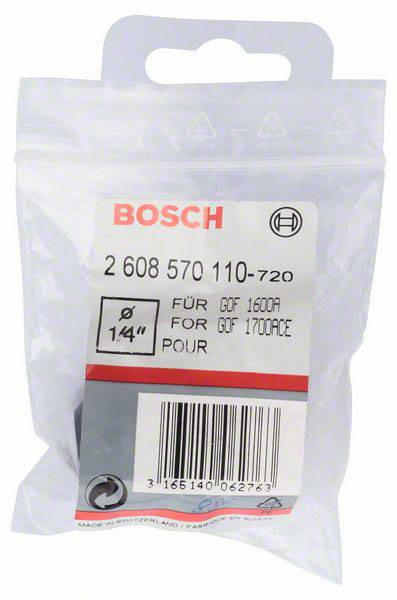 BOSCH
2 608 570 110-720
Ø
1/4"
FÜR GOF 1600A
FOR GOF 1700ACE
POUR
3 165140 062763
MADE IN SWITZERLAND / FABRIQUE EN SUISSE